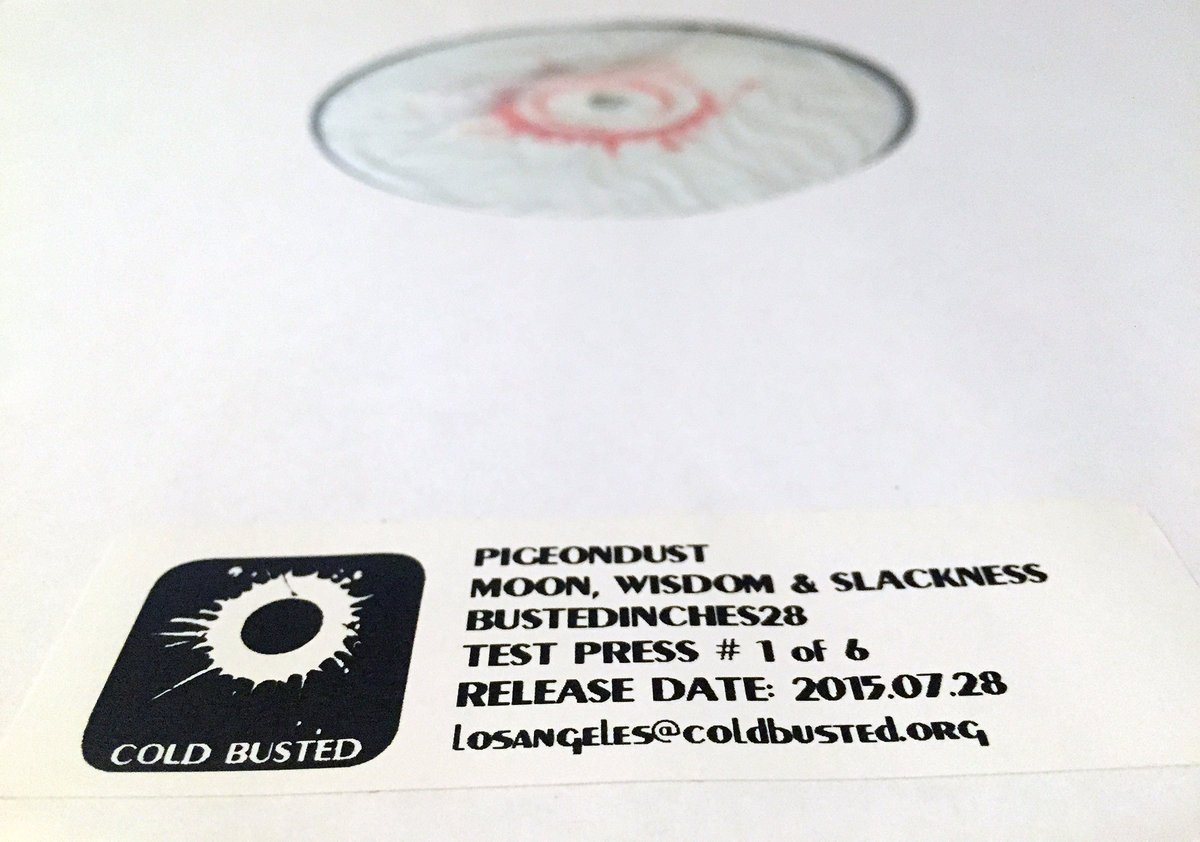 PIGEONDUST
MOON, WISDOM & SLACKNESS
BUSTEDINCHES28
TEST PRESS # 1 of 6
RELEASE DATE: 2015.07.28
losangeles@coldbusted.org
COLD BUSTED